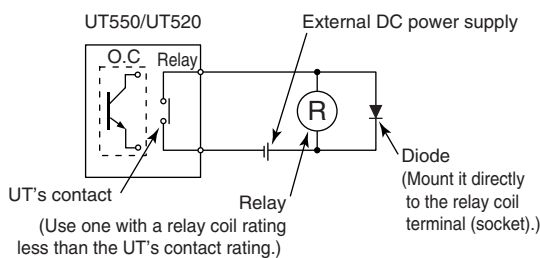 UT550/UT520
External DC power supply
O.C
Relay
R
Diode
(Mount it directly
to the relay coil
terminal (socket).)
UT's contact
Relay
(Use one with a relay coil rating
less than the UT's contact rating.)